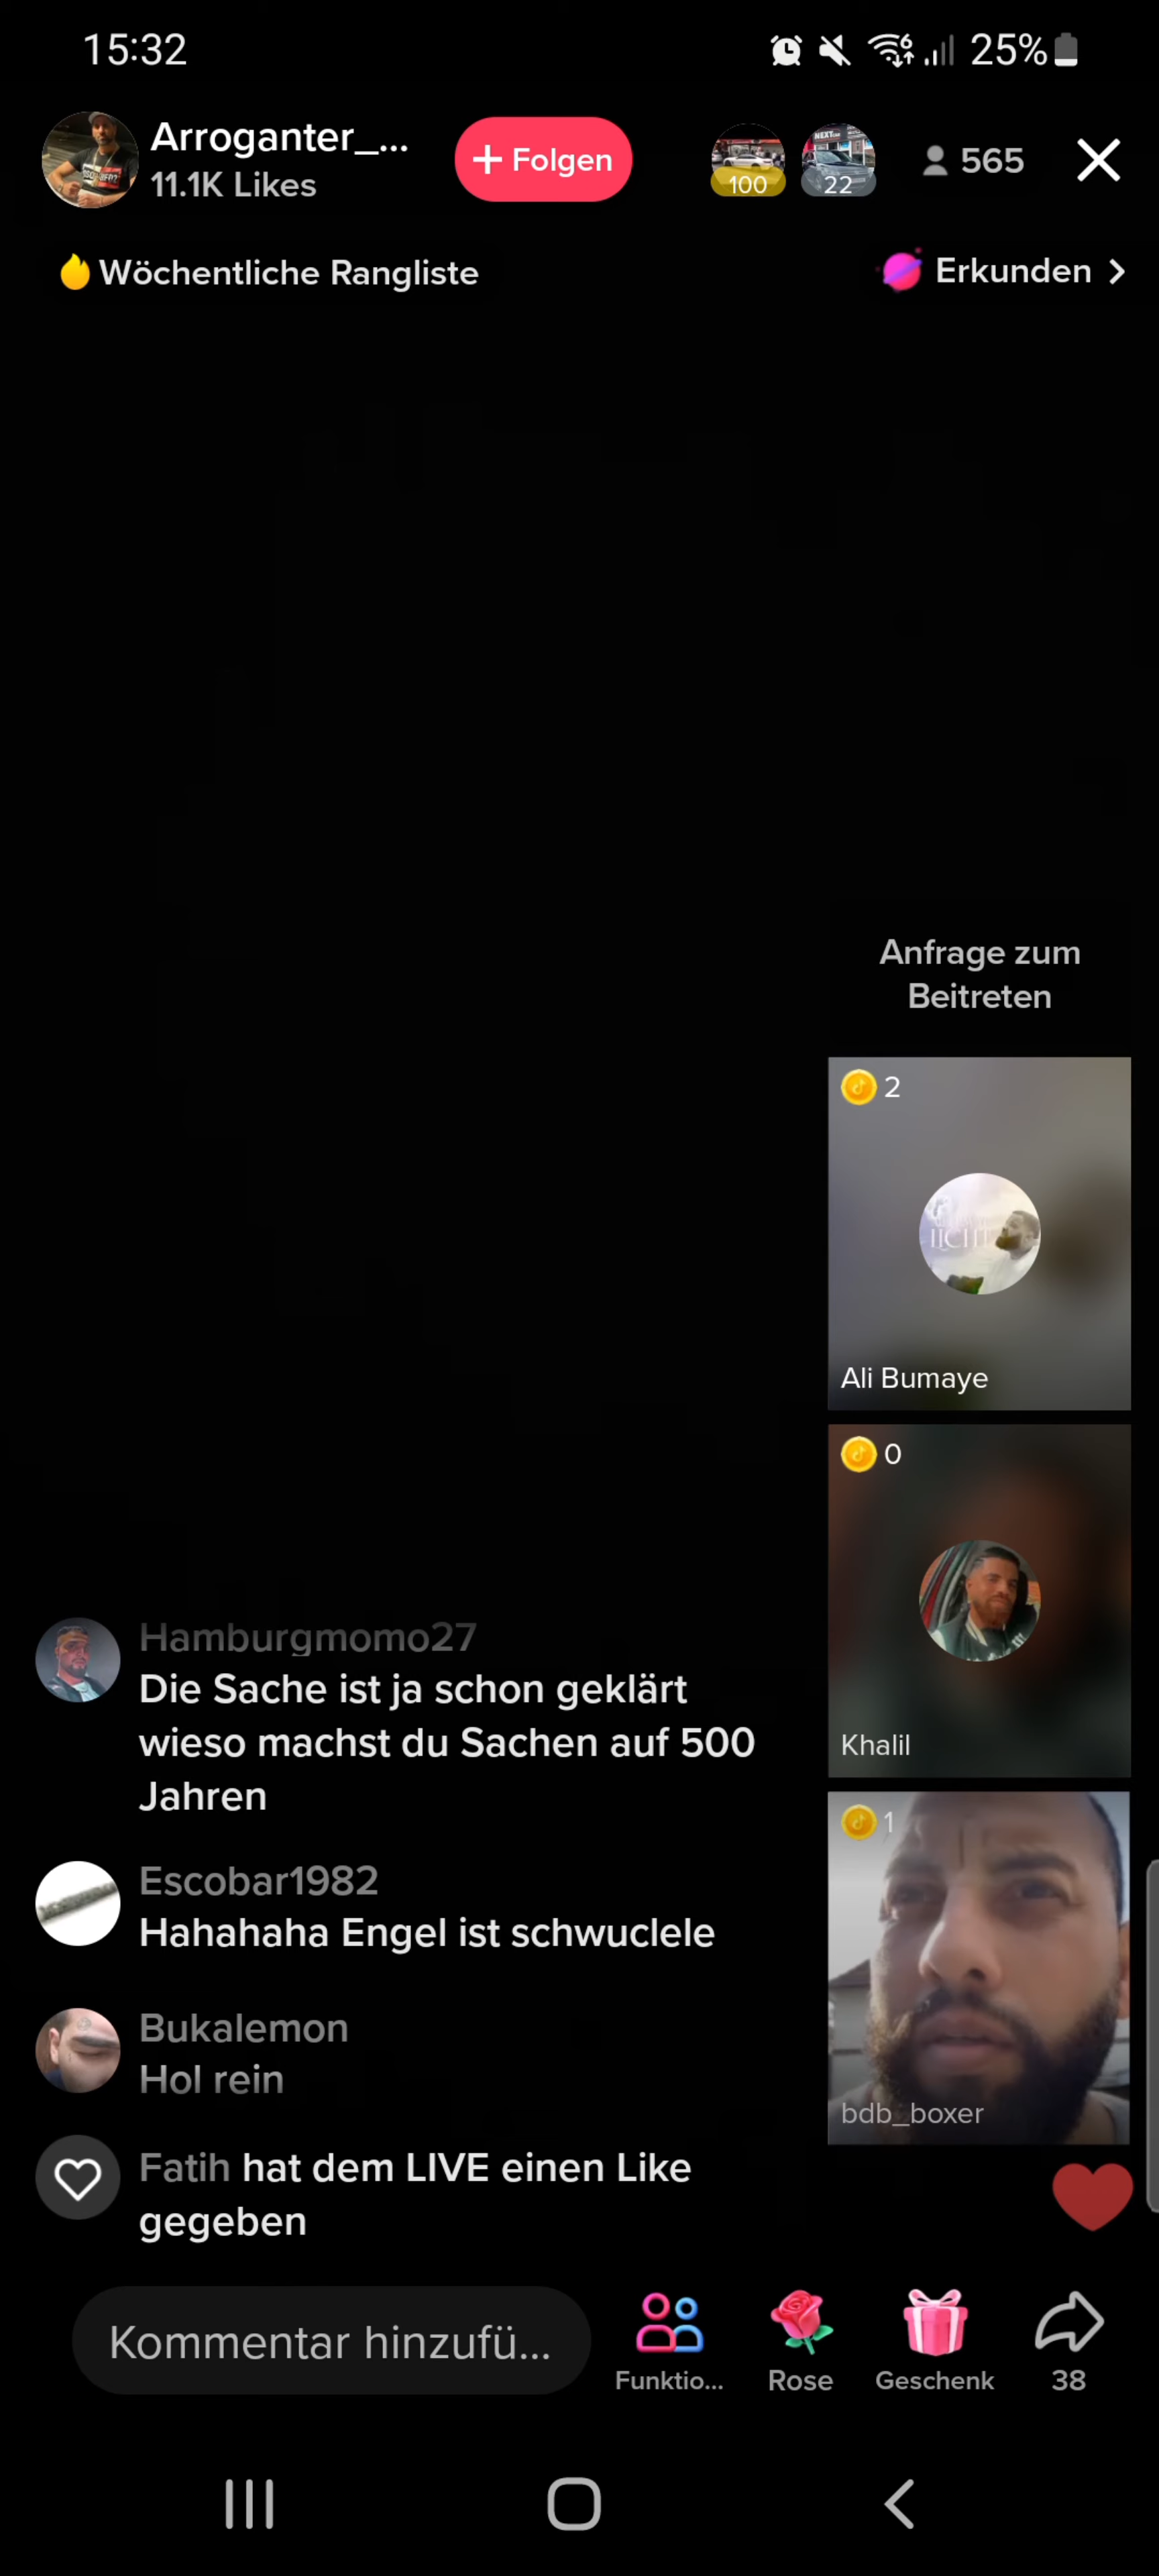 15:32
25%
Arroganter_...
11.1K Likes
+ Folgen
100
22
565
Wöchentliche Rangliste
Erkunden >
Anfrage zum
Beitreten
2
LICHT
Ali Bumaye
0
Khalil
1
bdb_boxer
Hamburgmomo27
Die Sache ist ja schon geklärt
wieso machst du Sachen auf 500
Jahren
Escobar1982
Hahahaha Engel ist schwuclele
Bukalemon
Hol rein
Fatih hat dem LIVE einen Like
gegeben
Kommentar hinzufü...
Funktio...
Rose
Geschenk
38